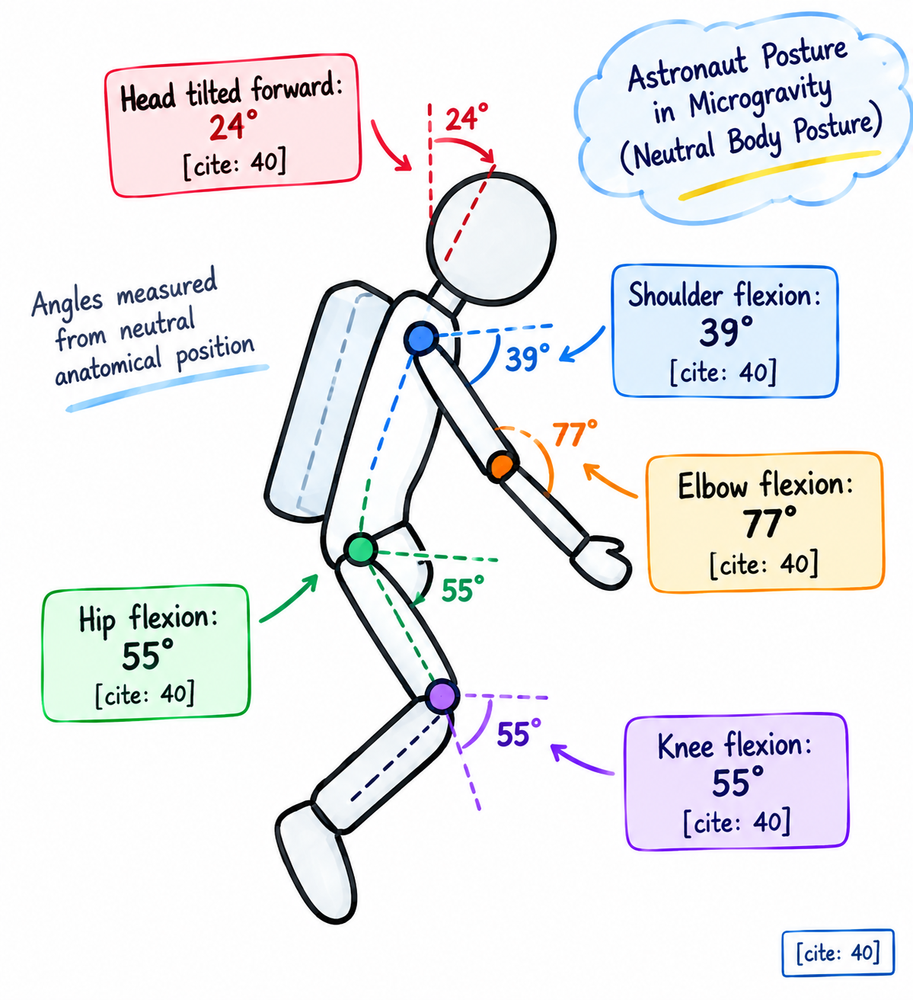 Astronaut Posture
in Microgravity
(Neutral Body Posture)
Head tilted forward:
24°
[cite: 40]
24°
Angles measured
from neutral
anatomical position
Shoulder flexion:
39°
[cite: 40]
39°
77°
Elbow flexion:
77°
[cite: 40]
55°
Hip flexion:
55°
[cite: 40]
55°
Knee flexion:
55°
[cite: 40]
[cite: 40]